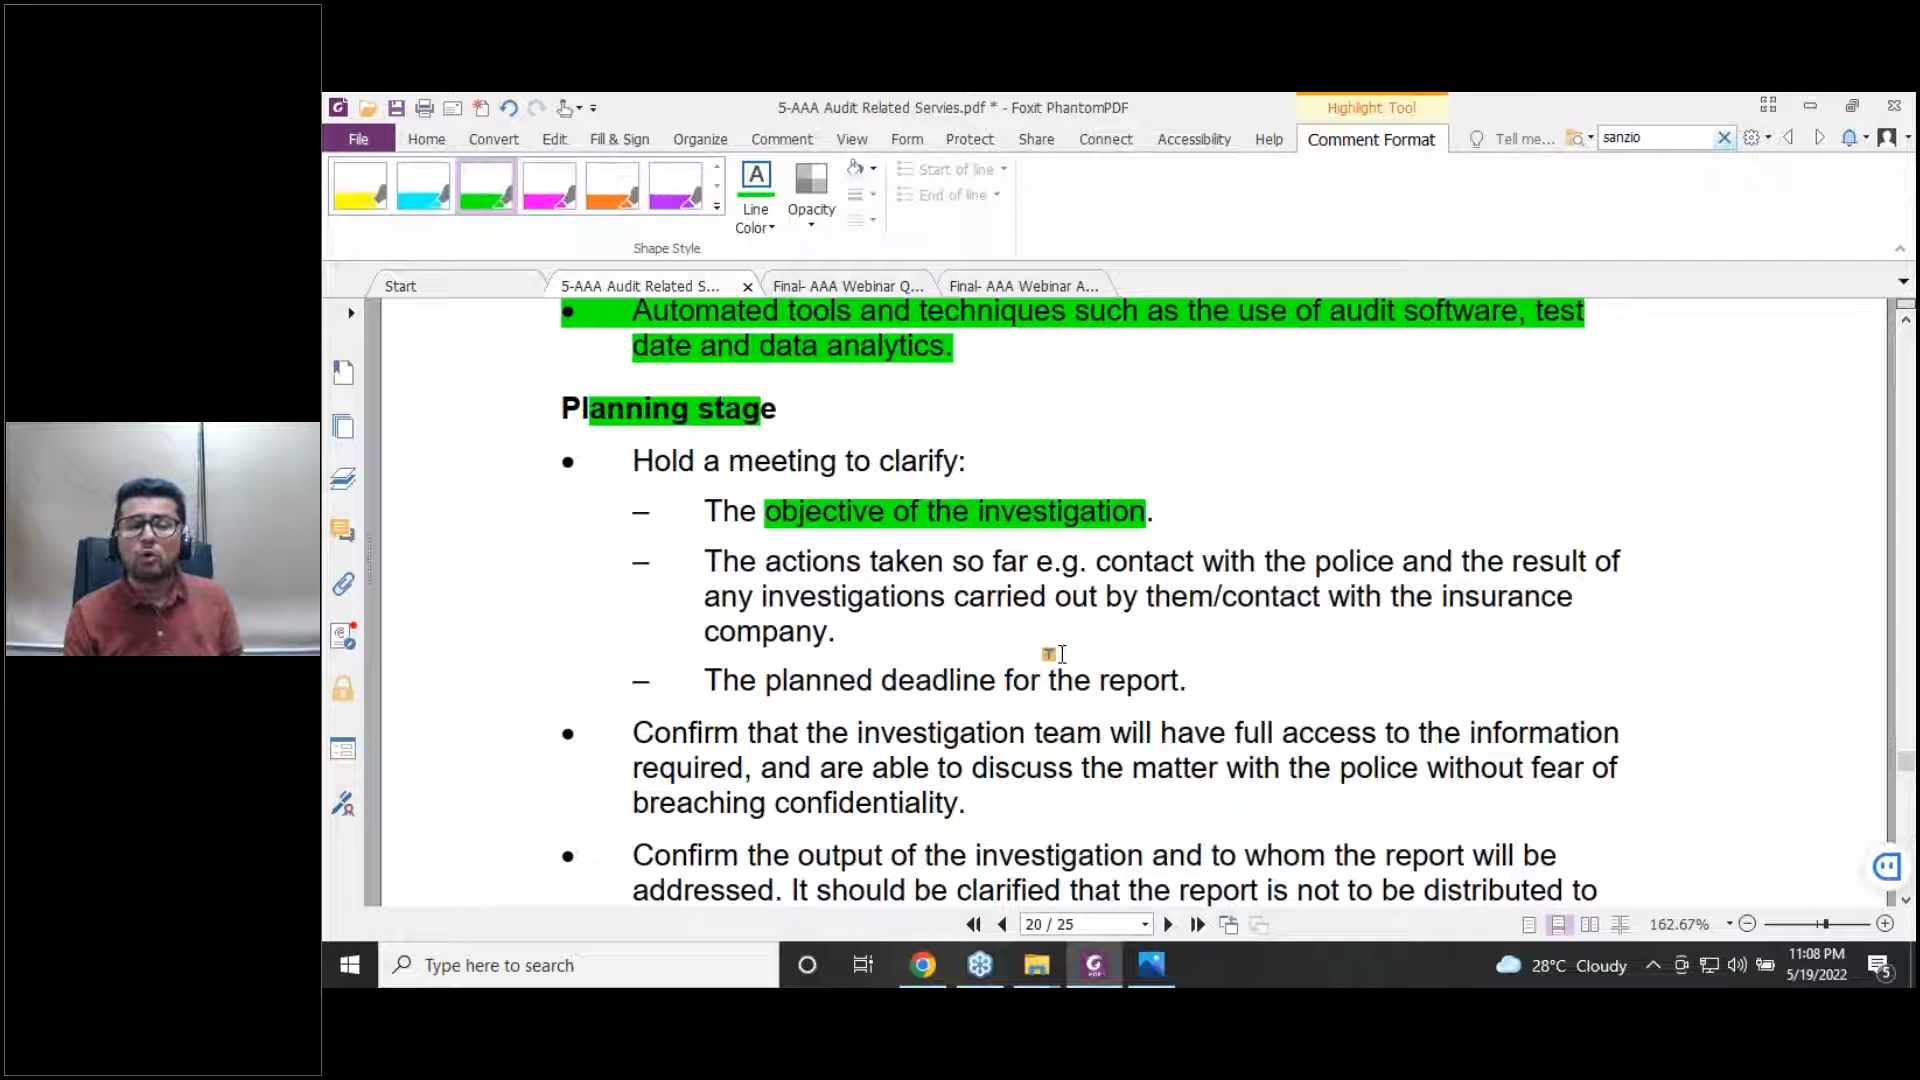 5-AAA Audit Related Servies.pdf * - Foxit PhantomPDF
Highlight Tool
File
Home
Convert
Edit
Fill & Sign
Organize
Comment
View
Form
Protect
Share
Connect
Accessibility
Help
Comment Format
Tell me...
sanzio
Line
Color
Opacity
Start of line
End of line
Shape Style
Start
5-AAA Audit Related S...
Final- AAA Webinar Q...
Final- AAA Webinar A...
• Automated tools and techniques such as the use of audit software, test
date and data analytics.
Planning stage
• Hold a meeting to clarify:
– The objective of the investigation.
– The actions taken so far e.g. contact with the police and the result of
any investigations carried out by them/contact with the insurance
company.
– The planned deadline for the report.
• Confirm that the investigation team will have full access to the information
required, and are able to discuss the matter with the police without fear of
breaching confidentiality.
• Confirm the output of the investigation and to whom the report will be
addressed. It should be clarified that the report is not to be distributed to
20 / 25
162.67%
Type here to search
28°C Cloudy
11:08 PM
5/19/2022
5